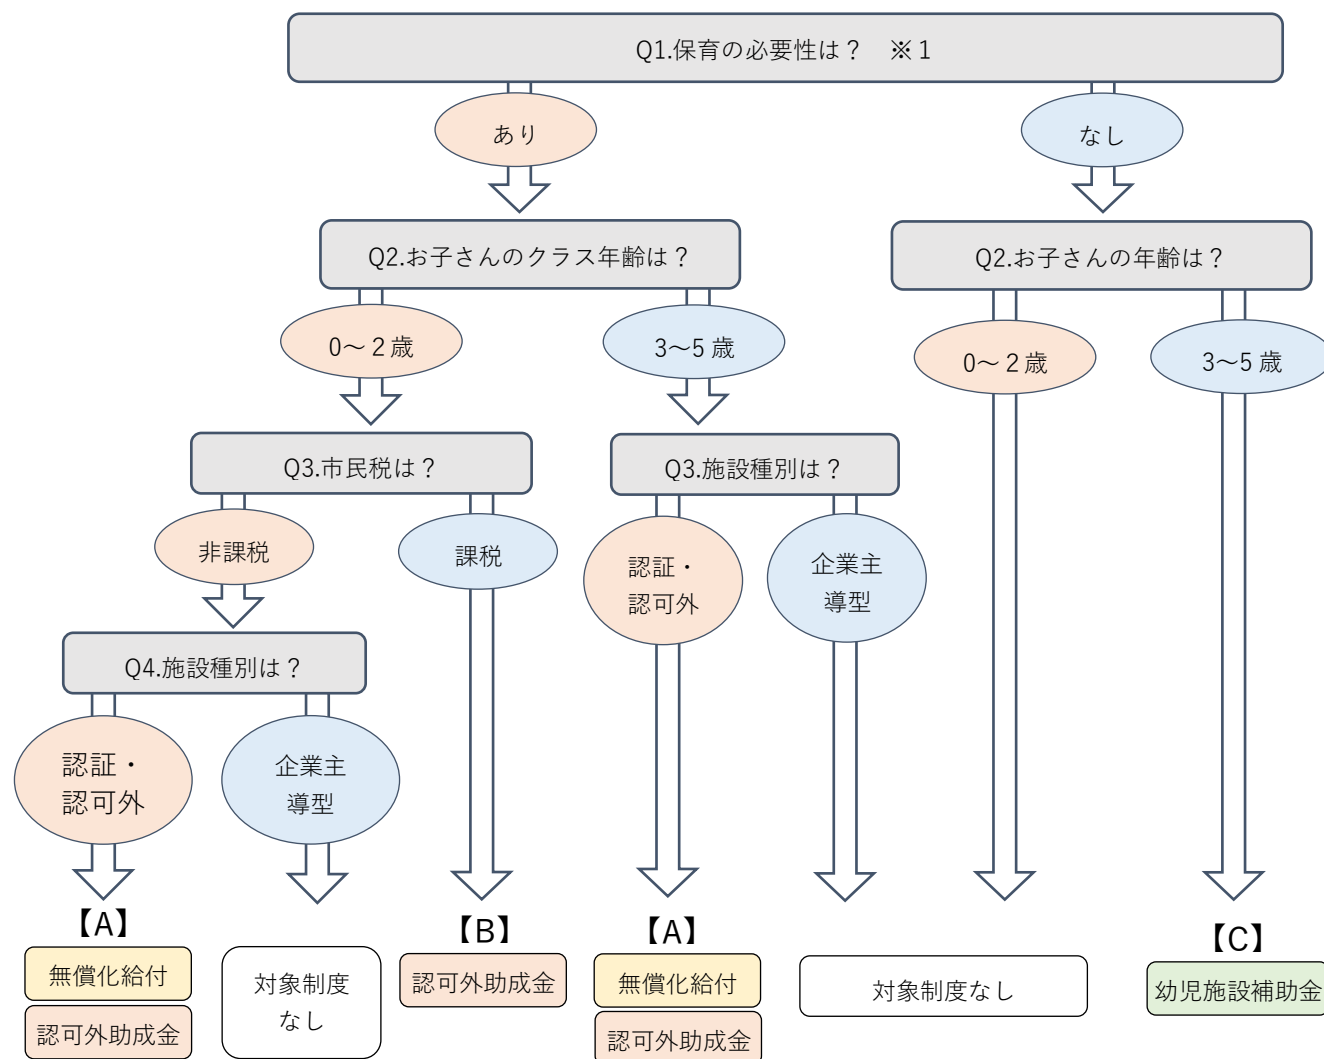 Q1.保育の必要性は？　※１
あり
なし
Q2.お子さんのクラス年齢は？
Q2.お子さんの年齢は？
0～２歳
3～5 歳
0～２歳
3～5 歳
Q3.市民税は？
Q3.施設種別は？
非課税
課税
認証・
認可外
企業主
導型
Q4.施設種別は？
認証・
認可外
企業主
導型
【A】
無償化給付
認可外助成金
対象制度
なし
【B】
認可外助成金
【A】
無償化給付
認可外助成金
対象制度なし
【C】
幼児施設補助金